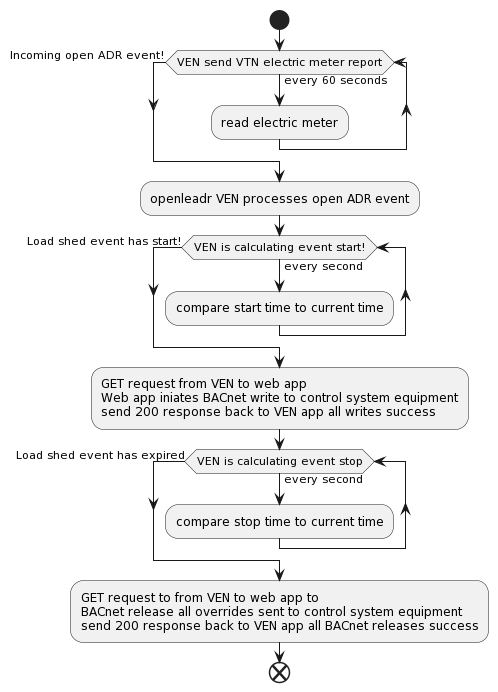 Incoming open ADR event!
VEN send VTN electric meter report
every 60 seconds
read electric meter
openleadr VEN processes open ADR event
Load shed event has start!
VEN is calculating event start!
every second
compare start time to current time
GET request from VEN to web app
Web app iniates BACnet write to control system equipment
send 200 response back to VEN app all writes success
Load shed event has expired
VEN is calculating event stop
every second
compare stop time to current time
GET request to from VEN to web app to
BACnet release all overrides sent to control system equipment
send 200 response back to VEN app all BACnet releases success